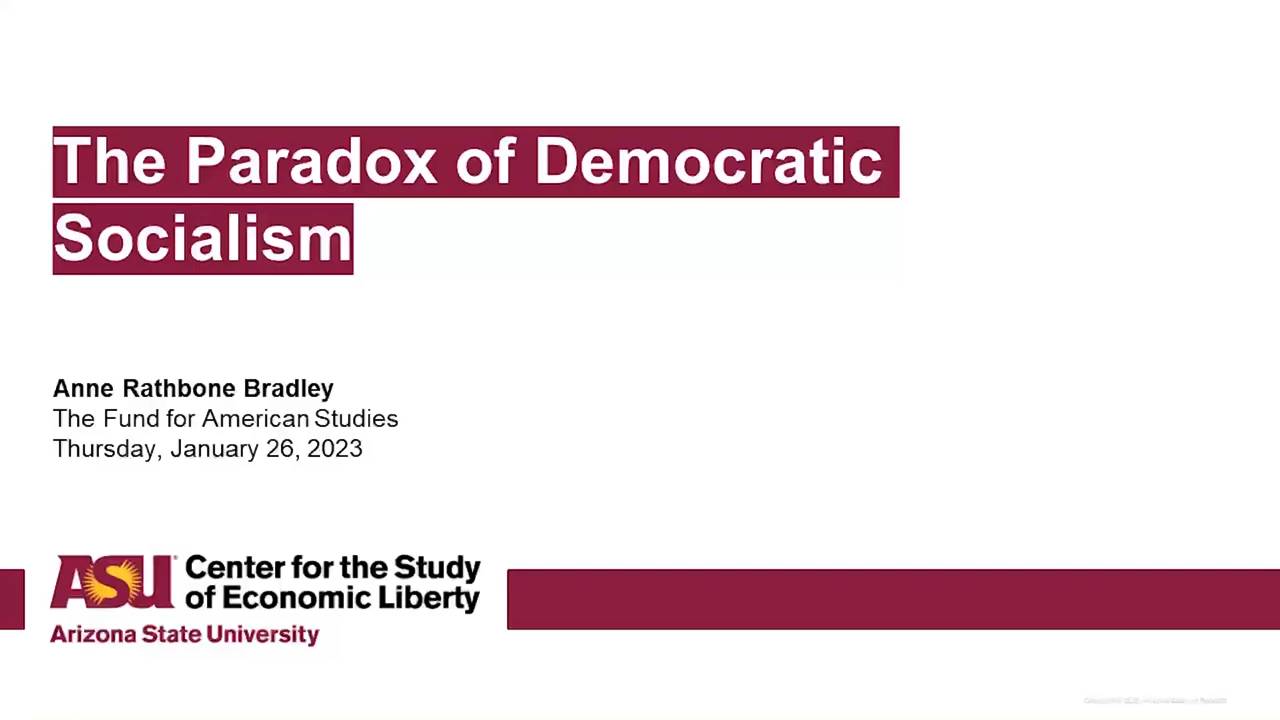 The Paradox of Democratic
Socialism
Anne Rathbone Bradley
The Fund for American Studies
Thursday, January 26, 2023
ASU Center for the Study
of Economic Liberty
Arizona State University